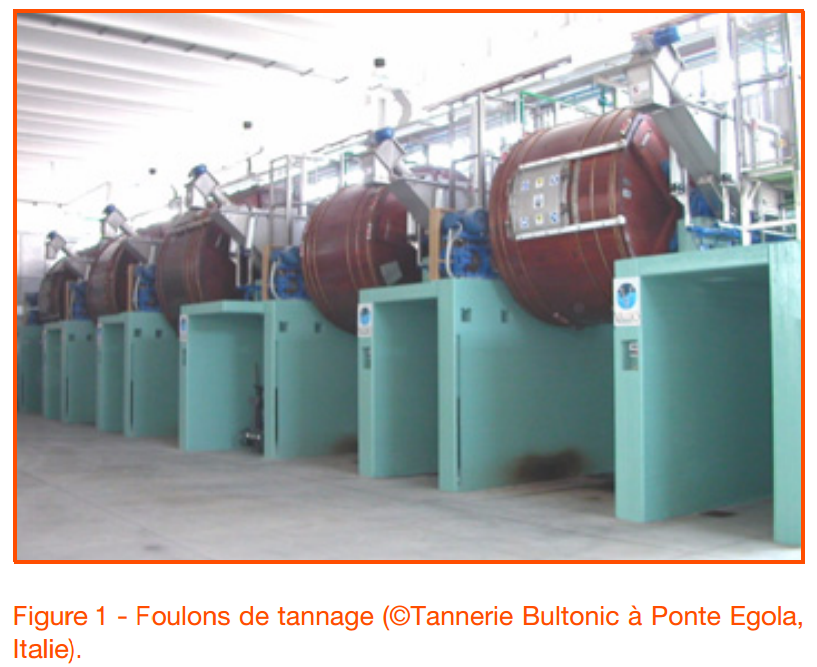 Figure 1 - Foulons de tannage (©Tannerie Bultonic à Ponte Egola,
Italie).